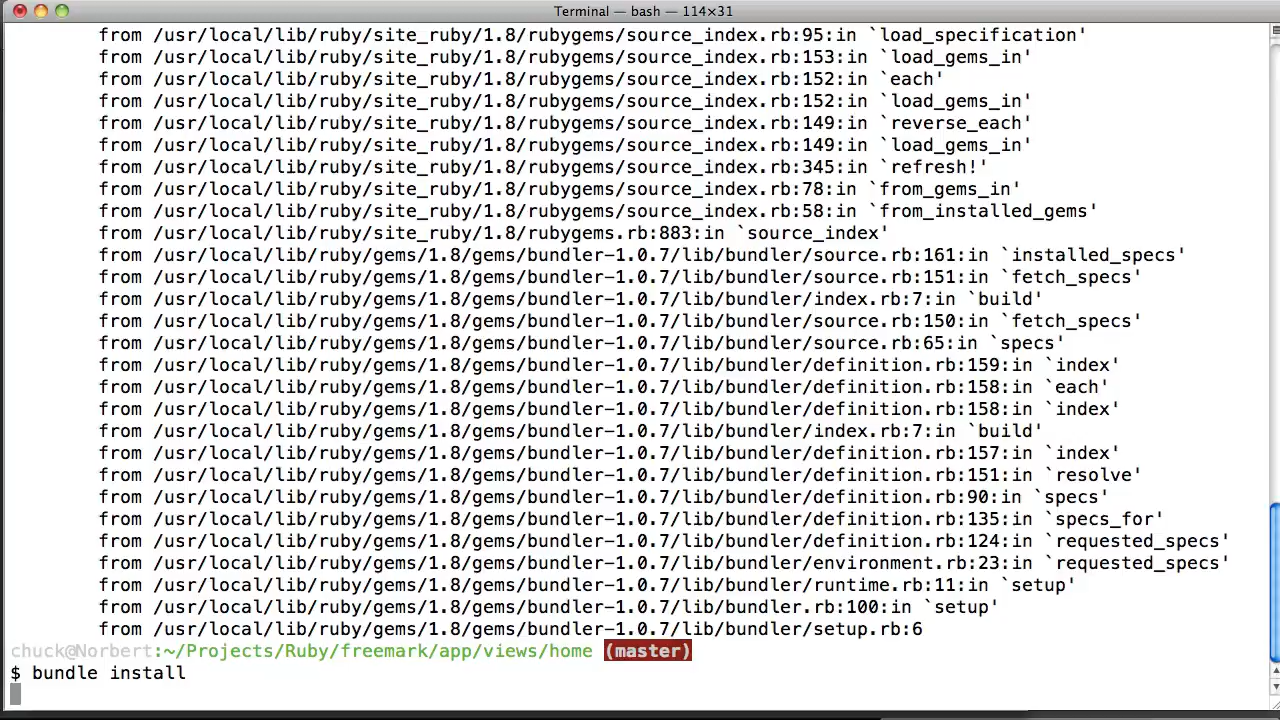 Terminal — bash — 114×31
from /usr/local/lib/ruby/site_ruby/1.8/rubygems/source_index.rb:95:in `load_specification'
from /usr/local/lib/ruby/site_ruby/1.8/rubygems/source_index.rb:153:in `load_gems_in'
from /usr/local/lib/ruby/site_ruby/1.8/rubygems/source_index.rb:152:in `each'
from /usr/local/lib/ruby/site_ruby/1.8/rubygems/source_index.rb:152:in `load_gems_in'
from /usr/local/lib/ruby/site_ruby/1.8/rubygems/source_index.rb:149:in `reverse_each'
from /usr/local/lib/ruby/site_ruby/1.8/rubygems/source_index.rb:149:in `load_gems_in'
from /usr/local/lib/ruby/site_ruby/1.8/rubygems/source_index.rb:345:in `refresh!'
from /usr/local/lib/ruby/site_ruby/1.8/rubygems/source_index.rb:78:in `from_gems_in'
from /usr/local/lib/ruby/site_ruby/1.8/rubygems/source_index.rb:58:in `from_installed_gems'
from /usr/local/lib/ruby/site_ruby/1.8/rubygems.rb:883:in `source_index'
from /usr/local/lib/ruby/gems/1.8/gems/bundler-1.0.7/lib/bundler/source.rb:161:in `installed_specs'
from /usr/local/lib/ruby/gems/1.8/gems/bundler-1.0.7/lib/bundler/source.rb:151:in `fetch_specs'
from /usr/local/lib/ruby/gems/1.8/gems/bundler-1.0.7/lib/bundler/index.rb:7:in `build'
from /usr/local/lib/ruby/gems/1.8/gems/bundler-1.0.7/lib/bundler/source.rb:150:in `fetch_specs'
from /usr/local/lib/ruby/gems/1.8/gems/bundler-1.0.7/lib/bundler/source.rb:65:in `specs'
from /usr/local/lib/ruby/gems/1.8/gems/bundler-1.0.7/lib/bundler/definition.rb:159:in `index'
from /usr/local/lib/ruby/gems/1.8/gems/bundler-1.0.7/lib/bundler/definition.rb:158:in `each'
from /usr/local/lib/ruby/gems/1.8/gems/bundler-1.0.7/lib/bundler/definition.rb:158:in `index'
from /usr/local/lib/ruby/gems/1.8/gems/bundler-1.0.7/lib/bundler/index.rb:7:in `build'
from /usr/local/lib/ruby/gems/1.8/gems/bundler-1.0.7/lib/bundler/definition.rb:157:in `index'
from /usr/local/lib/ruby/gems/1.8/gems/bundler-1.0.7/lib/bundler/definition.rb:151:in `resolve'
from /usr/local/lib/ruby/gems/1.8/gems/bundler-1.0.7/lib/bundler/definition.rb:90:in `specs'
from /usr/local/lib/ruby/gems/1.8/gems/bundler-1.0.7/lib/bundler/definition.rb:135:in `specs_for'
from /usr/local/lib/ruby/gems/1.8/gems/bundler-1.0.7/lib/bundler/definition.rb:124:in `requested_specs'
from /usr/local/lib/ruby/gems/1.8/gems/bundler-1.0.7/lib/bundler/environment.rb:23:in `requested_specs'
from /usr/local/lib/ruby/gems/1.8/gems/bundler-1.0.7/lib/bundler/runtime.rb:11:in `setup'
from /usr/local/lib/ruby/gems/1.8/gems/bundler-1.0.7/lib/bundler.rb:100:in `setup'
from /usr/local/lib/ruby/gems/1.8/gems/bundler-1.0.7/lib/bundler/setup.rb:6
chuck@Norbert:~/Projects/Ruby/freemark/app/views/home (master)
$ bundle install